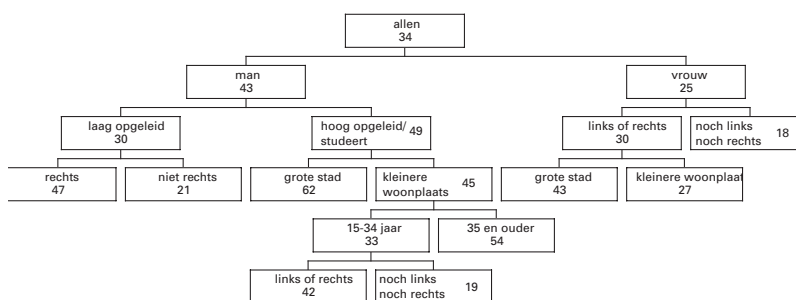 allen
34
man
43
vrouw
25
laag opgeleid
30
hoog opgeleid/
studeert
49
links of rechts
30
noch links
noch rechts
18
rechts
47
niet rechts
21
grote stad
62
kleinere
woonplaats
45
grote stad
43
kleinere woonplaat
27
15-34 jaar
33
35 en ouder
54
links of rechts
42
noch links
noch rechts
19